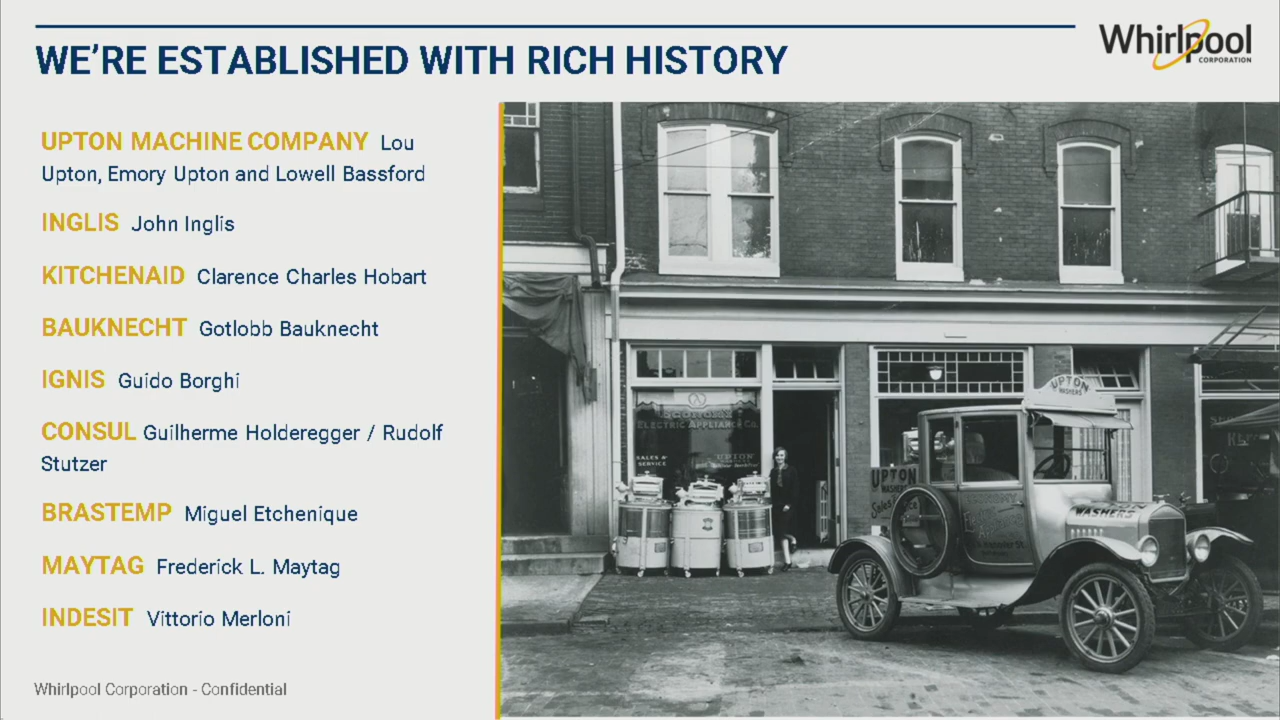 WE'RE ESTABLISHED WITH RICH HISTORY
Whirlpool
CORPORATION
UPTON MACHINE COMPANY Lou
Upton, Emory Upton and Lowell Bassford
INGLIS John Inglis
KITCHENAID Clarence Charles Hobart
BAUKNECHT Gotlobb Bauknecht
IGNIS Guido Borghi
CONSUL Guilherme Holderegger / Rudolf
Stutzer
BRASTEMP Miguel Etchenique
MAYTAG Frederick L. Maytag
INDESIT Vittorio Merloni
Whirlpool Corporation - Confidential
ELECTRIC APPLIANCE CO.
SALES &
SERVICE
UPTON
UPTON
WASHERS
UPTON
WASHERS